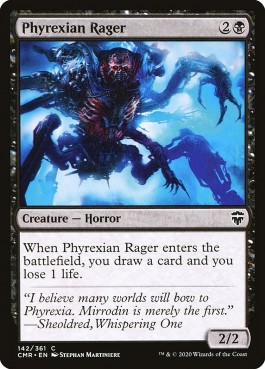 Phyrexian Rager 2
Creature — Horror
When Phyrexian Rager enters the
battlefield, you draw a card and you
lose 1 life.
“I believe many worlds will bow to
Phyrexia. Mirrodin is merely the first.”
—Sheoldred, Whispering One
2/2
142/361 C
CMR • EN Stephan Martiniere
™ & © 2020 Wizards of the Coast